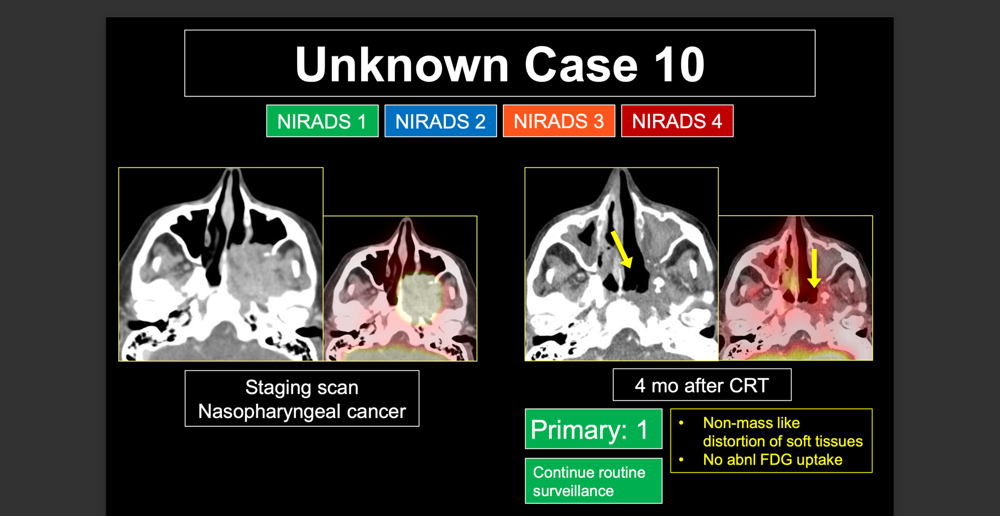 Unknown Case 10
NIRADS 1
NIRADS 2
NIRADS 3
NIRADS 4
Staging scan
Nasopharyngeal cancer
4 mo after CRT
Primary: 1
Continue routine
surveillance
• Non-mass like
distortion of soft tissues
• No abnl FDG uptake